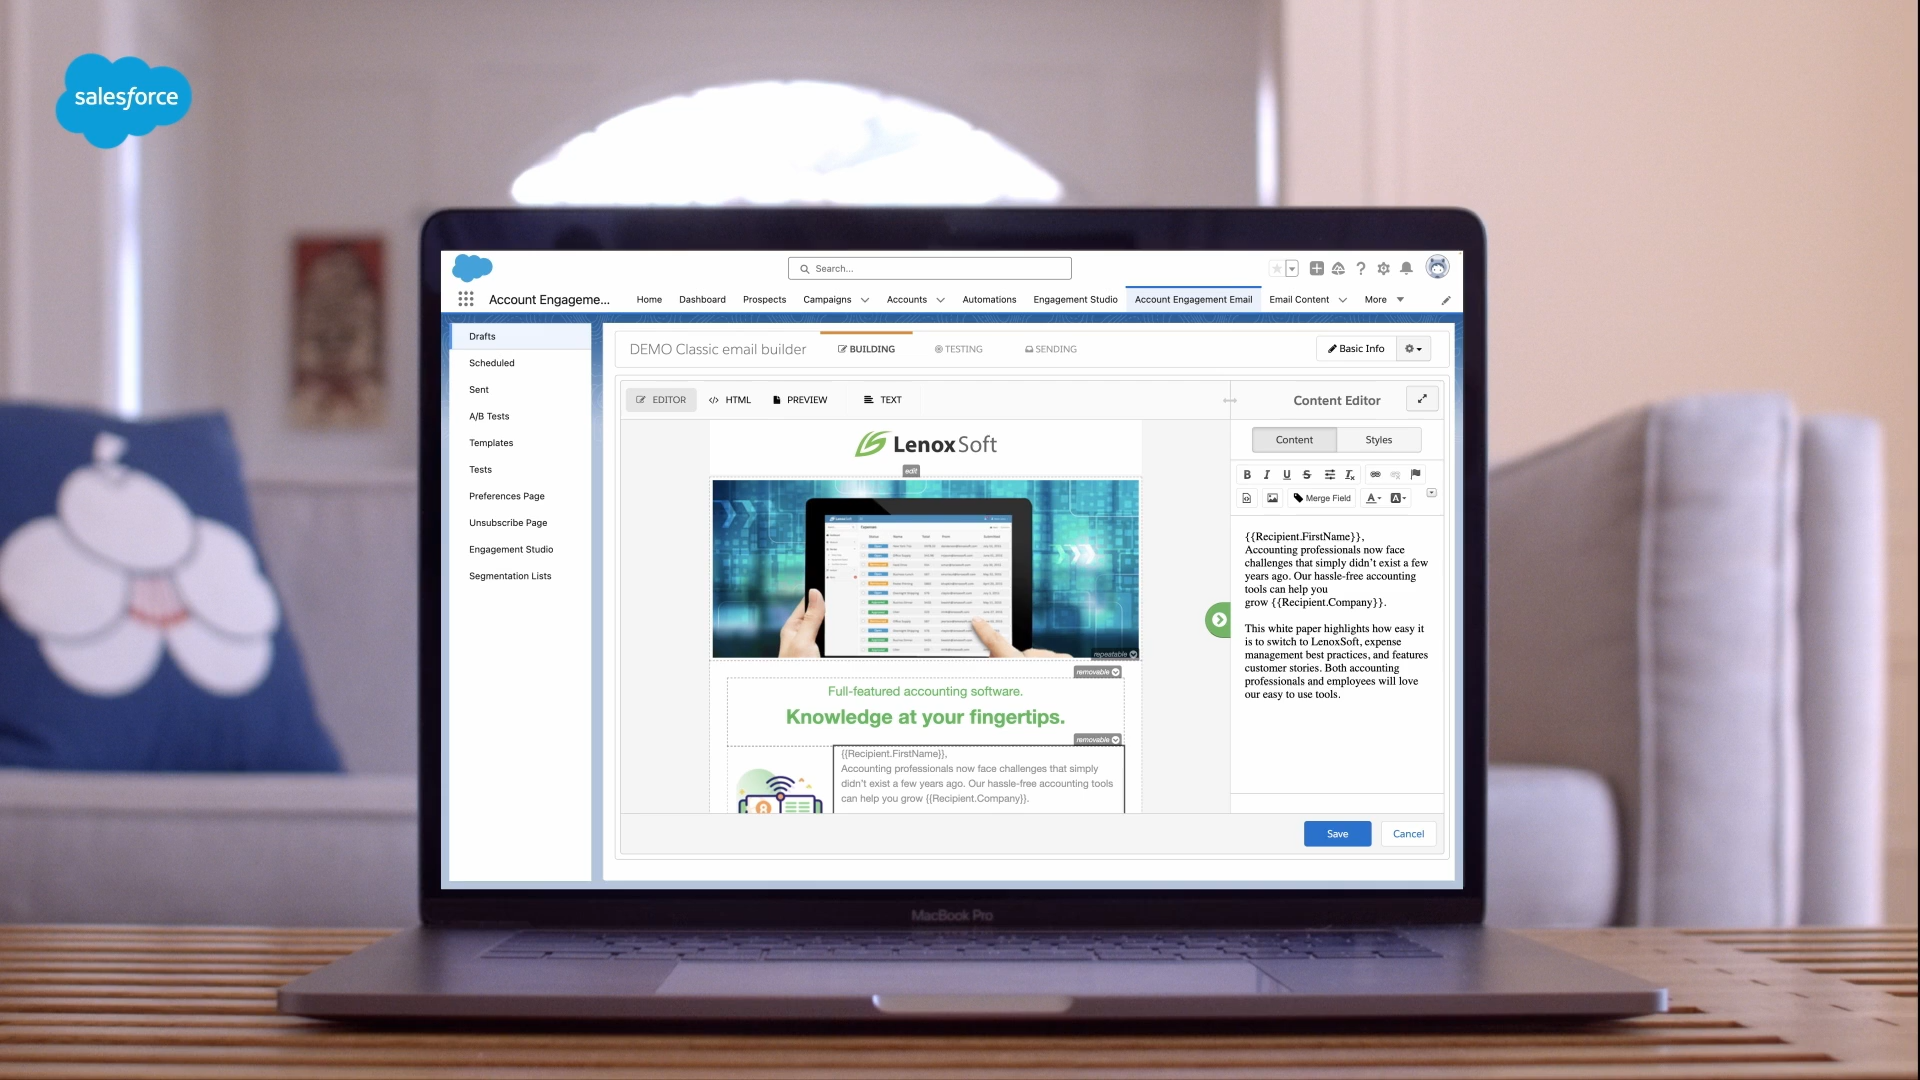 salesforce
Search...
Account Engageme...
Home
Dashboard
Prospects
Campaigns
Accounts
Automations
Engagement Studio
Account Engagement Email
Email Content
More
Drafts
Scheduled
Sent
A/B Tests
Templates
Tests
Preferences Page
Unsubscribe Page
Engagement Studio
Segmentation Lists
DEMO Classic email builder
BUILDING
TESTING
SENDING
Basic Info
EDITOR
HTML
PREVIEW
TEXT
LenoxSoft
edit
repeatable
removable
Full-featured accounting software.
Knowledge at your fingertips.
removable
{{Recipient.FirstName}},
Accounting professionals now face challenges that simply
didn't exist a few years ago. Our hassle-free accounting tools
can help you grow {{Recipient.Company}}.
Content Editor
Content
Styles
B I U S
Merge Field
A
A
{{Recipient.FirstName}},
Accounting professionals now face
challenges that simply didn't exist a few
years ago. Our hassle-free accounting
tools can help you
grow {{Recipient.Company}}.
This white paper highlights how easy it
is to switch to LenoxSoft, expense
management best practices, and features
customer stories. Both accounting
professionals and employees will love
our easy to use tools.
Save
Cancel
MacBook Pro